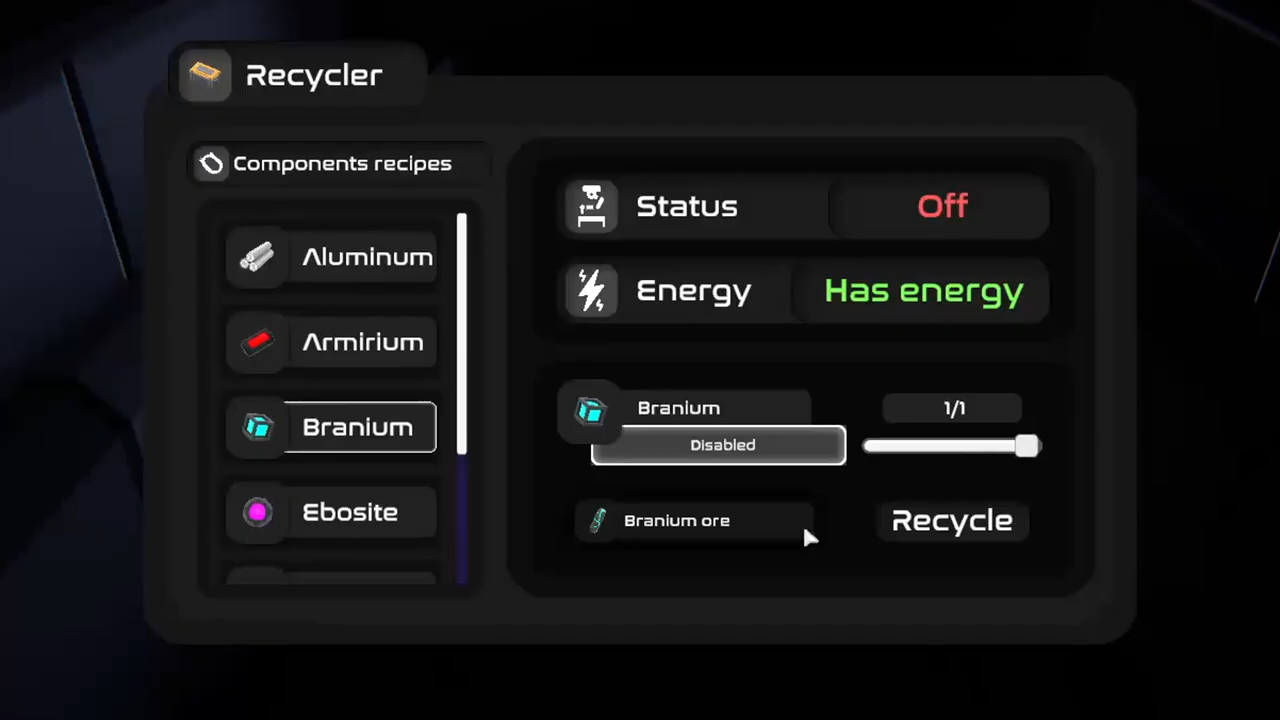 Recycler
Components recipes
Aluminum
Armirium
Branium
Ebosite
Status
Off
Energy
Has energy
Branium
1/1
Disabled
Branium ore
Recycle